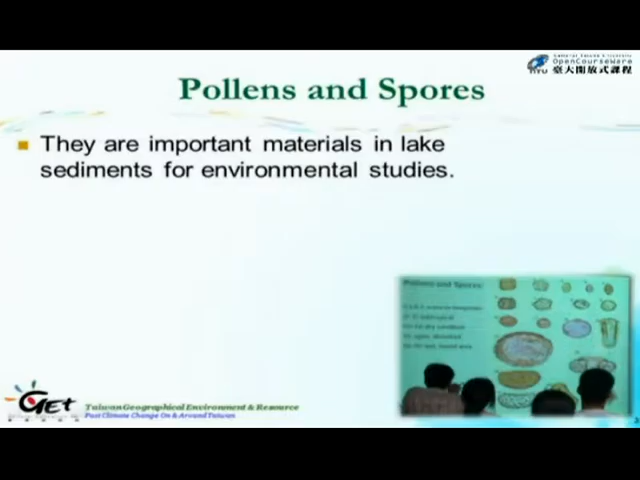 OpenCourseWare
臺大開放式課程
Pollens and Spores
They are important materials in lake
sediments for environmental studies.
Pollens and Spores:
GET
Taiwan Geographical Environment & Resource
Past Climate Change On & Around Taiwan